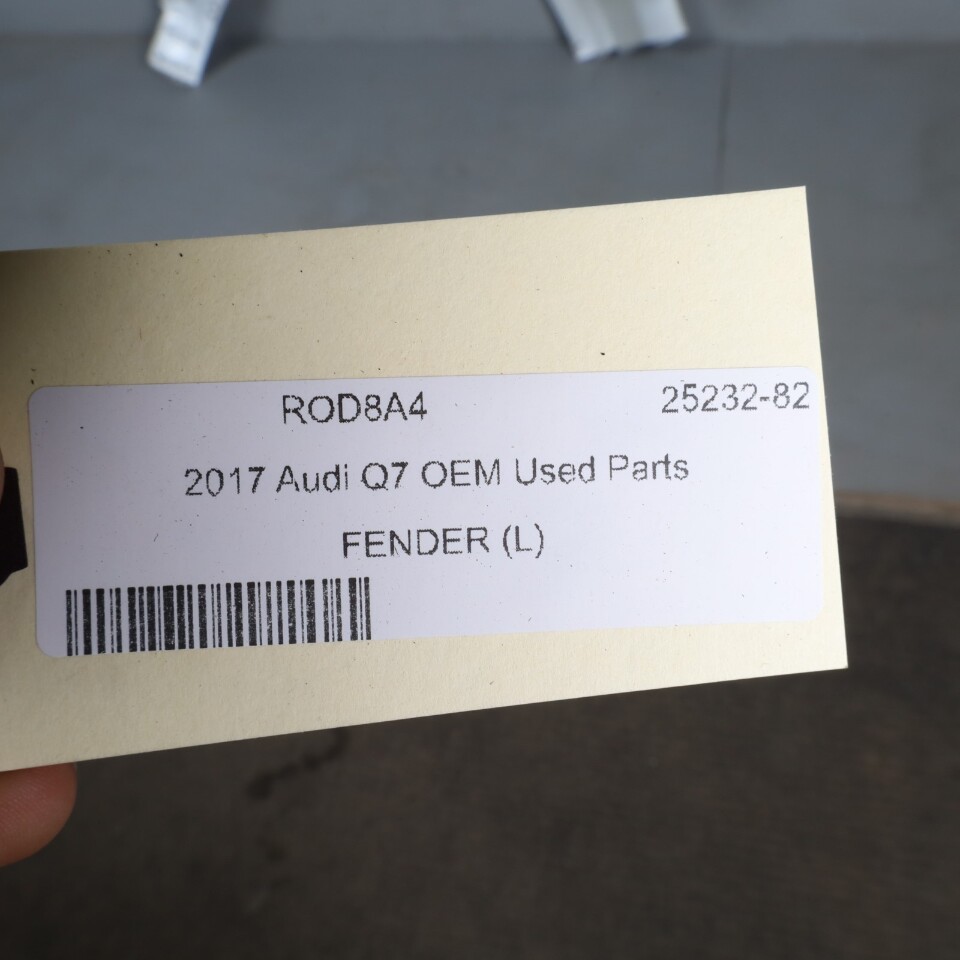 ROD8A4 25232-82
2017 Audi Q7 OEM Used Parts
FENDER (L)